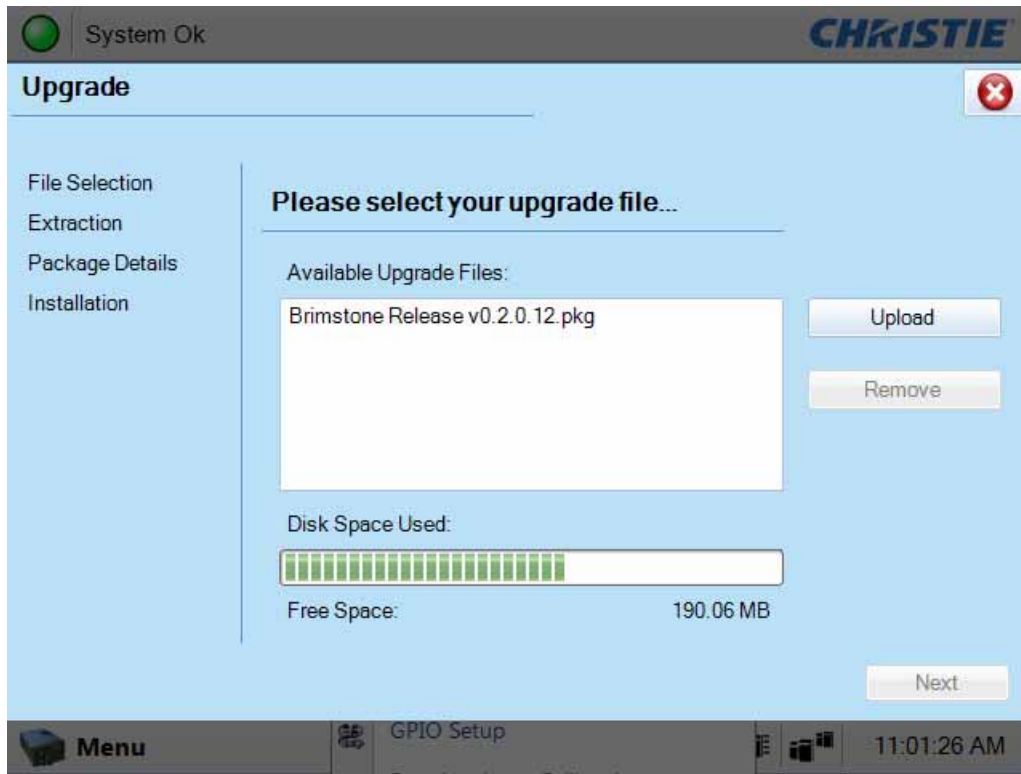 System Ok
CHRISTIE
Upgrade
File Selection
Extraction
Package Details
Installation
Please select your upgrade file...
Available Upgrade Files:
Brimstone Release v0.2.0.12.pkg
Upload
Remove
Disk Space Used:
Free Space: 190.06 MB
Next
Menu
GPIO Setup
11:01:26 AM